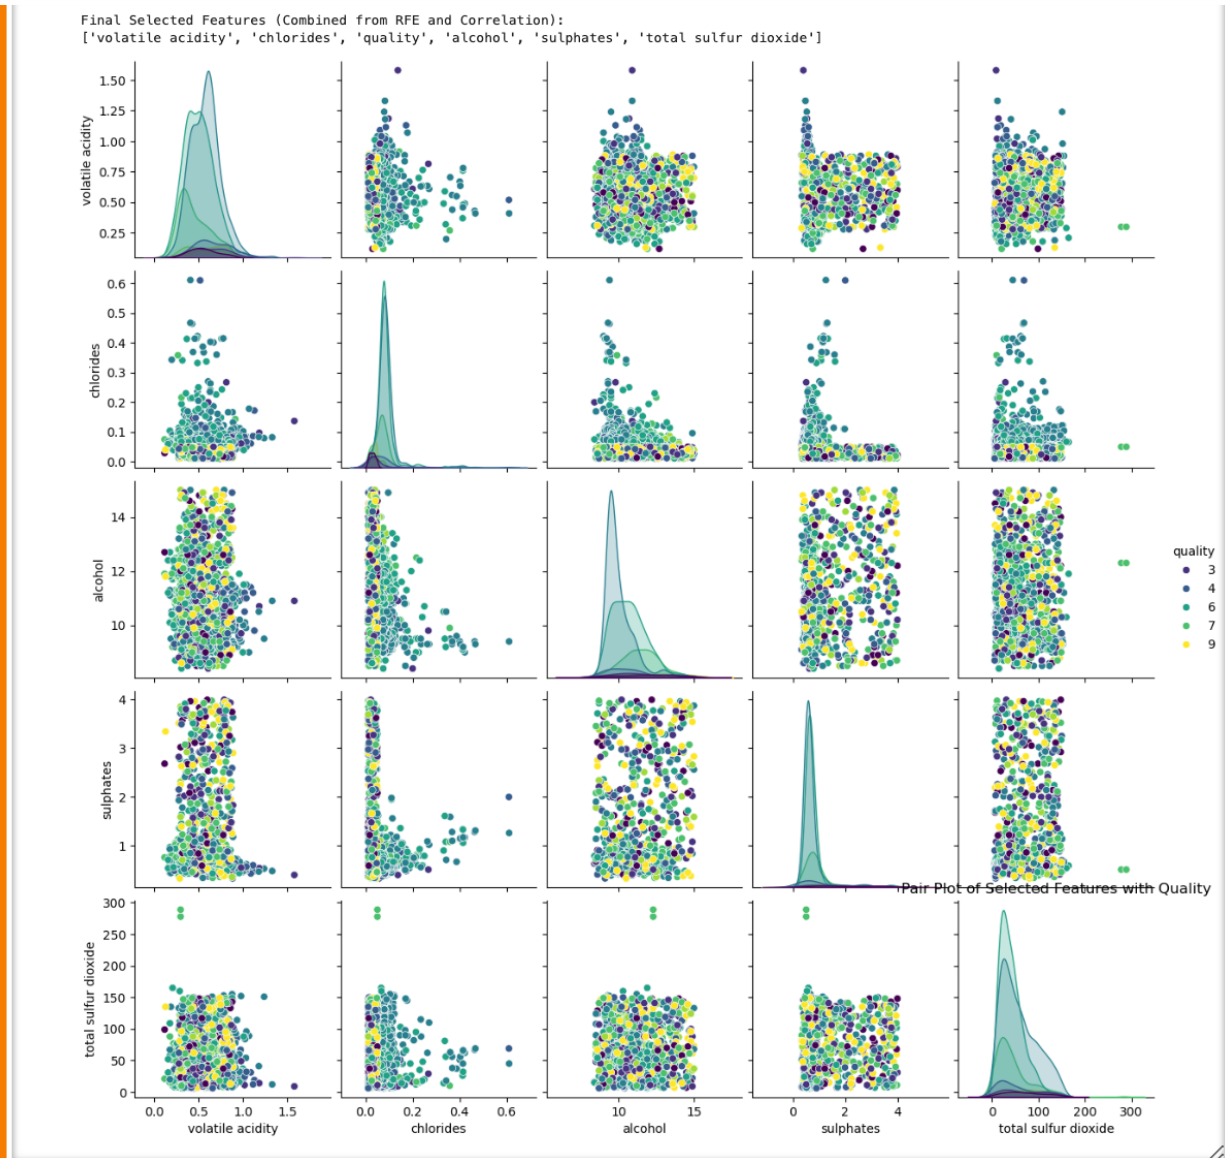 Final Selected Features (Combined from RFE and Correlation):
['volatile acidity', 'chlorides', 'quality', 'alcohol', 'sulphates', 'total sulfur dioxide']
1.50
1.25
1.00
0.75
0.50
0.25
volatile acidity
0.6
0.5
0.4
0.3
0.2
0.1
0.0
chlorides
14
12
10
alcohol
quality
3
4
6
7
9
4
3
2
1
sulphates
Pair Plot of Selected Features with Quality
300
250
200
150
100
50
0
total sulfur dioxide
0.0 0.5 1.0 1.5
volatile acidity
0.0 0.2 0.4 0.6
chlorides
10 15
alcohol
0 2 4
sulphates
0 100 200 300
total sulfur dioxide